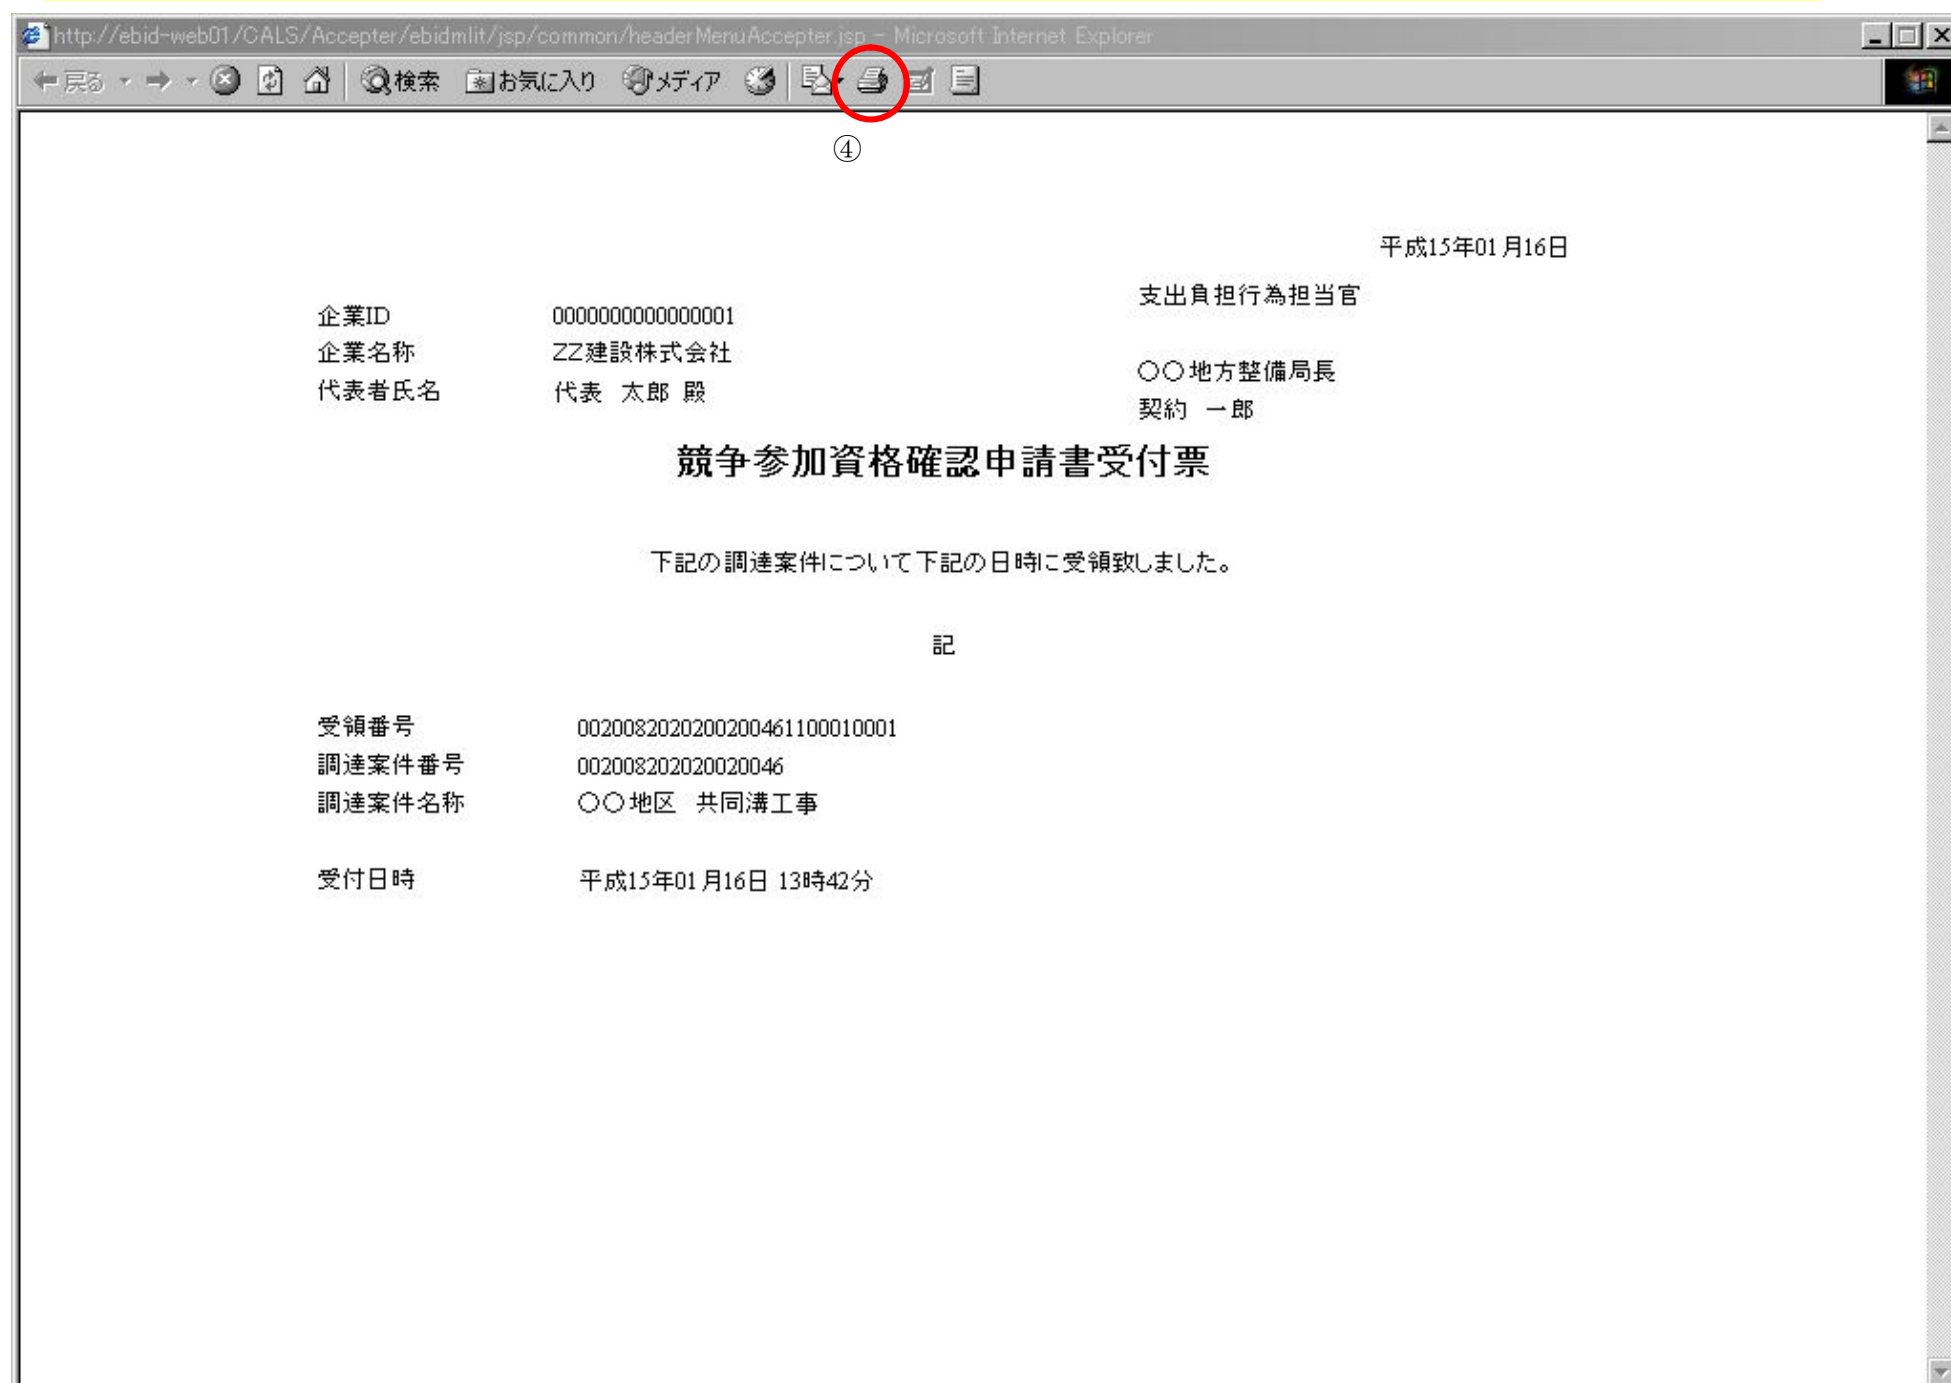 http://ebid-web01/CALS/Accepter/ebidmlit/jsp/common/headerMenuAccepter.jsp - Microsoft Internet Explorer
戻る 検索 お気に入り メディア
④
平成15年01月16日
支出負担行為担当官
企業ID 0000000000000001
企業名称 ZZ建設株式会社
〇〇地方整備局長
代表者氏名 代表 太郎 殿
契約 一郎
競争参加資格確認申請書受付票
下記の調達案件について下記の日時に受領致しました。
記
受領番号 0020082020200200461100010001
調達案件番号 002008202020020046
調達案件名称 〇〇地区 共同溝工事
受付日時 平成15年01月16日 13時42分